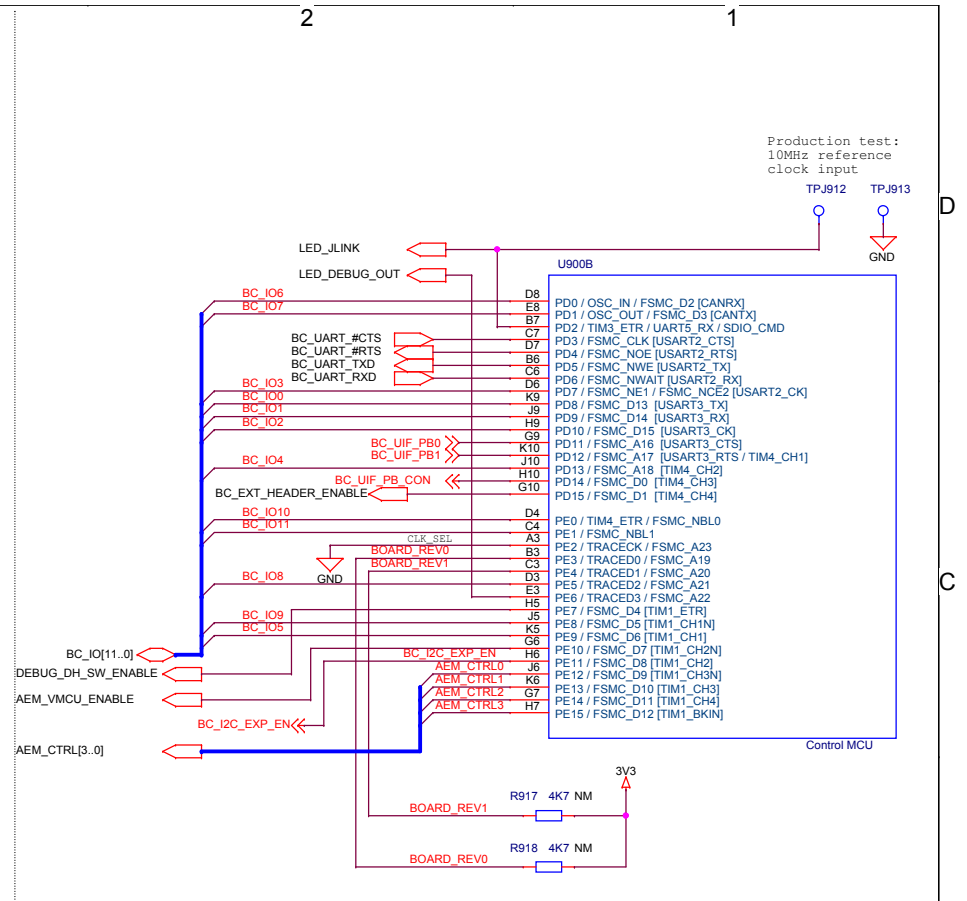 2
1
Production test:
10MHz reference
clock input
TPJ912
TPJ913
D
GND
LED_JLINK
LED_DEBUG_OUT
U900B
BC_IO6 D8 PD0 / OSC_IN / FSMC_D2 [CANRX]
BC_IO7 E8 PD1 / OSC_OUT / FSMC_D3 [CANTX]
B7 PD2 / TIM3_ETR / UART5_RX / SDIO_CMD
BC_UART_#CTS C7 PD3 / FSMC_CLK [USART2_CTS]
BC_UART_#RTS D7 PD4 / FSMC_NOE [USART2_RTS]
BC_UART_TXD B6 PD5 / FSMC_NWE [USART2_TX]
BC_UART_RXD C6 PD6 / FSMC_NWAIT [USART2_RX]
BC_IO3 D6 PD7 / FSMC_NE1 / FSMC_NCE2 [USART2_CK]
BC_IO0 K9 PD8 / FSMC_D13 [USART3_TX]
BC_IO1 J9 PD9 / FSMC_D14 [USART3_RX]
BC_IO2 H9 PD10 / FSMC_D15 [USART3_CK]
BC_UIF_PB0 G9 PD11 / FSMC_A16 [USART3_CTS]
BC_UIF_PB1 K10 PD12 / FSMC_A17 [USART3_RTS / TIM4_CH1]
BC_IO4 J10 PD13 / FSMC_A18 [TIM4_CH2]
BC_UIF_PB_CON H10 PD14 / FSMC_D0 [TIM4_CH3]
BC_EXT_HEADER_ENABLE G10 PD15 / FSMC_D1 [TIM4_CH4]
BC_IO10 D4 PE0 / TIM4_ETR / FSMC_NBL0
BC_IO11 C4 PE1 / FSMC_NBL1
CLK_SEL A3 PE2 / TRACECK / FSMC_A23
BOARD_REV0 B3 PE3 / TRACED0 / FSMC_A19
BOARD_REV1 C3 PE4 / TRACED1 / FSMC_A20
GND
BC_IO8 D3 PE5 / TRACED2 / FSMC_A21
E3 PE6 / TRACED3 / FSMC_A22
C
H5 PE7 / FSMC_D4 [TIM1_ETR]
BC_IO9 J5 PE8 / FSMC_D5 [TIM1_CH1N]
BC_IO5 K5 PE9 / FSMC_D6 [TIM1_CH1]
G6 PE10 / FSMC_D7 [TIM1_CH2N]
BC_IO[11..0] BC_I2C_EXP_EN H6 PE11 / FSMC_D8 [TIM1_CH2]
DEBUG_DH_SW_ENABLE AEM_CTRL0 J6 PE12 / FSMC_D9 [TIM1_CH3N]
AEM_CTRL1 K6 PE13 / FSMC_D10 [TIM1_CH3]
AEM_VMCU_ENABLE AEM_CTRL2 G7 PE14 / FSMC_D11 [TIM1_CH4]
AEM_CTRL3 H7 PE15 / FSMC_D12 [TIM1_BKIN]
BC_I2C_EXP_EN
AEM_CTRL[3..0]
Control MCU
3V3
BOARD_REV1 R917 4K7 NM
BOARD_REV0 R918 4K7 NM